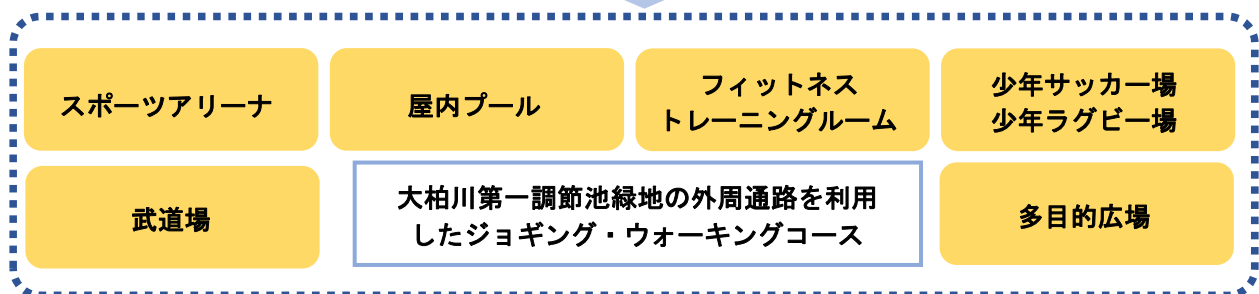 スポーツアリーナ
屋内プール
フィットネス
トレーニングルーム
少年サッカー場
少年ラグビー場
武道場
大柏川第一調節池緑地の外周通路を利用
したジョギング・ウォーキングコース
多目的広場